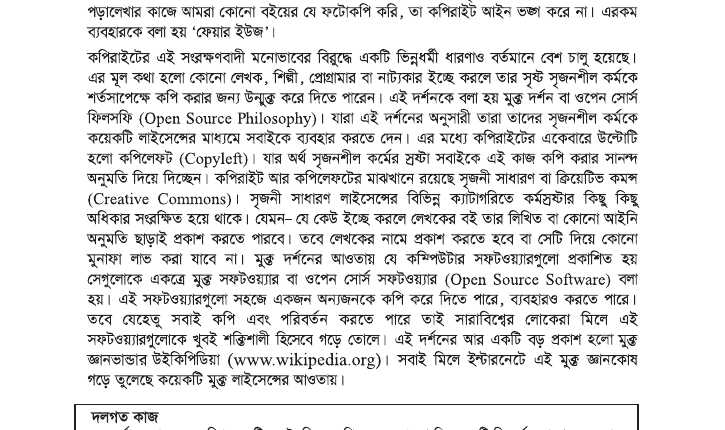 পড়ালেখার কাজে আমরা কোনো বইয়ের যে ফটোকপি করি, তা কপিরাইট আইন ভঙ্গ করে না। এরকম
ব্যবহারকে বলা হয় ‘ফেয়ার ইউজ’।
কপিরাইটের এই সংরক্ষণবাদী মনোভাবের বিরুদ্ধে একটি ভিন্নধর্মী ধারণাও বর্তমানে বেশ চালু হয়েছে।
এর মূল কথা হলো কোনো লেখক, শিল্পী, প্রোগ্রামার বা নাট্যকার ইচ্ছে করলে তার সৃষ্ট সৃজনশীল কর্মকে
শর্তসাপেক্ষে কপি করার জন্য উন্মুক্ত করে দিতে পারেন। এই দর্শনকে বলা হয় মুক্ত দর্শন বা ওপেন সোর্স
ফিলসফি (Open Source Philosophy)। যারা এই দর্শনের অনুসারী তারা তাদের সৃজনশীল কর্মকে
কয়েকটি লাইসেন্সের মাধ্যমে সবাইকে ব্যবহার করতে দেন। এর মধ্যে কপিরাইটের একেবারে উল্টোটি
হলো কপিলেফট (Copyleft)। যার অর্থ সৃজনশীল কর্মের স্রষ্টা সবাইকে এই কাজ কপি করার সানন্দ
অনুমতি দিয়ে দিচ্ছেন। কপিরাইট আর কপিলেফটের মাঝখানে রয়েছে সৃজনী সাধারণ বা ক্রিয়েটিভ কমন্স
(Creative Commons)। সৃজনী সাধারণ লাইসেন্সের বিভিন্ন ক্যাটাগরিতে কর্মস্রষ্টার কিছু কিছু
অধিকার সংরক্ষিত হয়ে থাকে। যেমন– যে কেউ ইচ্ছে করলে লেখকের বই তার লিখিত বা কোনো আইনি
অনুমতি ছাড়াই প্রকাশ করতে পারবে। তবে লেখকের নামে প্রকাশ করতে হবে বা সেটি দিয়ে কোনো
মুনাফা লাভ করা যাবে না। মুক্ত দর্শনের আওতায় যে কম্পিউটার সফটওয়্যারগুলো প্রকাশিত হয়
সেগুলোকে একত্রে মুক্ত সফটওয়্যার বা ওপেন সোর্স সফটওয়্যার (Open Source Software) বলা
হয়। এই সফটওয়্যারগুলো সহজে একজন অন্যজনকে কপি করে দিতে পারে, ব্যবহারও করতে পারে।
তবে যেহেতু সবাই কপি এবং পরিবর্তন করতে পারে তাই সারাবিশ্বের লোকেরা মিলে এই
সফটওয়্যারগুলোকে খুবই শক্তিশালী হিসেবে গড়ে তোলে। এই দর্শনের আর একটি বড় প্রকাশ হলো মুক্ত
জ্ঞানভান্ডার উইকিপিডিয়া (www.wikipedia.org)। সবাই মিলে ইন্টারনেটে এই মুক্ত জ্ঞানকোষ
গড়ে তুলেছে কয়েকটি মুক্ত লাইসেন্সের আওতায়।
দলগত কাজ